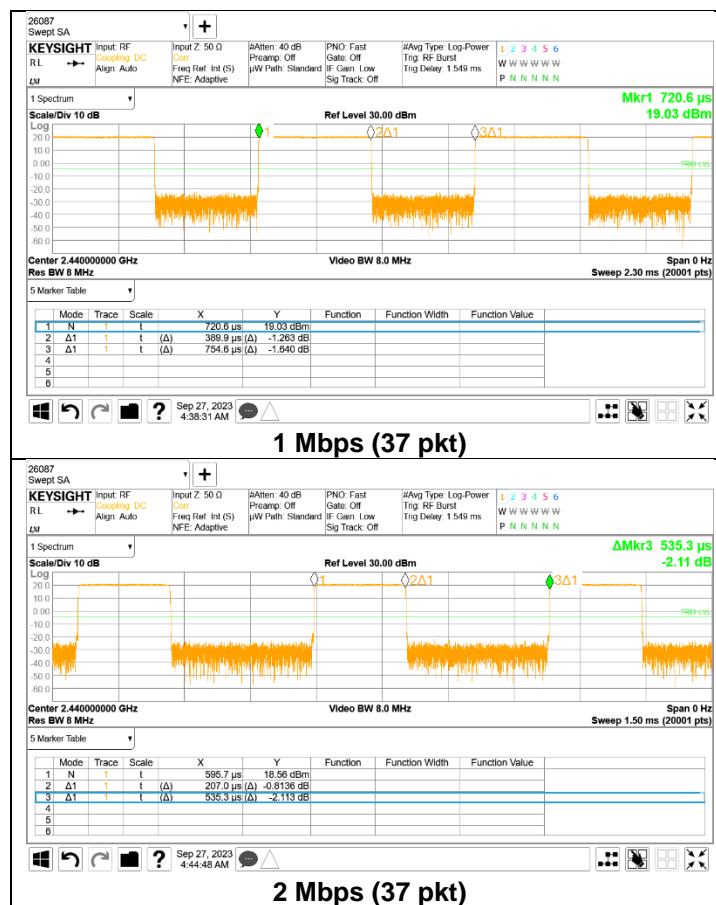 26087
Swept SA
+
KEYSIGHT Input: RF Input Z: 50 Ω #Atten: 40 dB PNO: Fast #Avg Type: Log-Power 1 2 3 4 5 6
RL Coupling: DC Corr Preamp: Off Gate: Off Trig: RF Burst W W W W W W
Align: Auto Freq Ref: Int (S) µW Path: Standard IF Gain: Low Trig Delay: 1.549 ms
LXI NFE: Adaptive Sig Track: Off P N N N N N
1 Spectrum Mkr1 720.6 µs
Scale/Div 10 dB Ref Level 30.00 dBm 19.03 dBm
Log 1 2Δ1 3Δ1
20.0
10.0
0.00 TRIG LVL
-10.0
-20.0
-30.0
-40.0
-50.0
-60.0
Center 2.440000000 GHz Video BW 8.0 MHz Span 0 Hz
Res BW 8 MHz Sweep 2.30 ms (20001 pts)
5 Marker Table
Mode Trace Scale X Y Function Function Width Function Value
1 N 1 t 720.6 µs 19.03 dBm
2 Δ1 1 t (Δ) 389.9 µs (Δ) -1.263 dB
3 Δ1 1 t (Δ) 754.6 µs (Δ) -1.640 dB
4
5
6
? Sep 27, 2023
4:38:31 AM
1 Mbps (37 pkt)
26087
Swept SA
+
KEYSIGHT Input: RF Input Z: 50 Ω #Atten: 40 dB PNO: Fast #Avg Type: Log-Power 1 2 3 4 5 6
RL Coupling: DC Corr Preamp: Off Gate: Off Trig: RF Burst W W W W W W
Align: Auto Freq Ref: Int (S) µW Path: Standard IF Gain: Low Trig Delay: 1.549 ms
LXI NFE: Adaptive Sig Track: Off P N N N N N
1 Spectrum ΔMkr3 535.3 µs
Scale/Div 10 dB Ref Level 30.00 dBm -2.11 dB
Log 1 2Δ1 3Δ1
20.0
10.0
0.00 TRIG LVL
-10.0
-20.0
-30.0
-40.0
-50.0
-60.0
Center 2.440000000 GHz Video BW 8.0 MHz Span 0 Hz
Res BW 8 MHz Sweep 1.50 ms (20001 pts)
5 Marker Table
Mode Trace Scale X Y Function Function Width Function Value
1 N 1 t 595.7 µs 18.56 dBm
2 Δ1 1 t (Δ) 207.0 µs (Δ) -0.8136 dB
3 Δ1 1 t (Δ) 535.3 µs (Δ) -2.113 dB
4
5
6
? Sep 27, 2023
4:44:48 AM
2 Mbps (37 pkt)